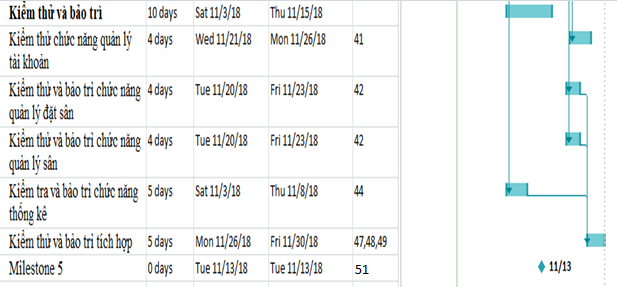 Kiểm thử và bảo trì 10 days Sat 11/3/18 Thu 11/15/18
Kiểm thử chức năng quản lý 4 days Wed 11/21/18 Mon 11/26/18 41
tài khoản
Kiểm thử và bảo trì chức năng 4 days Tue 11/20/18 Fri 11/23/18 42
quản lý đặt sân
Kiểm thử và bảo trì chức năng 4 days Tue 11/20/18 Fri 11/23/18 42
quản lý sân
Kiểm tra và bảo trì chức năng 5 days Sat 11/3/18 Thu 11/8/18 44
thống kê
Kiểm thử và bảo trì tích hợp 5 days Mon 11/26/18 Fri 11/30/18 47,48,49
Milestone 5 0 days Tue 11/13/18 Tue 11/13/18 51 11/13